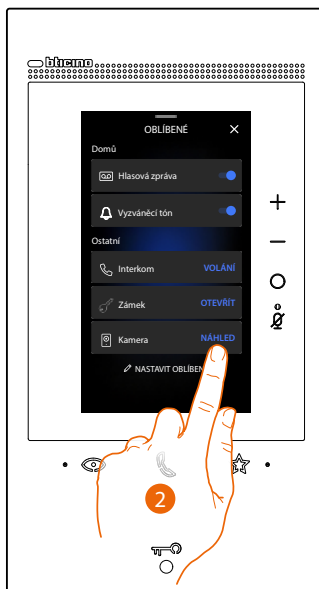 bticino
OBLÍBENÉ
Domů
Hlasová zpráva
Vyzváněcí tón
Ostatní
Interkom VOLÁNÍ
Zámek OTEVŘÍT
Kamera NÁHLED
NASTAVIT OBLÍBEN
2